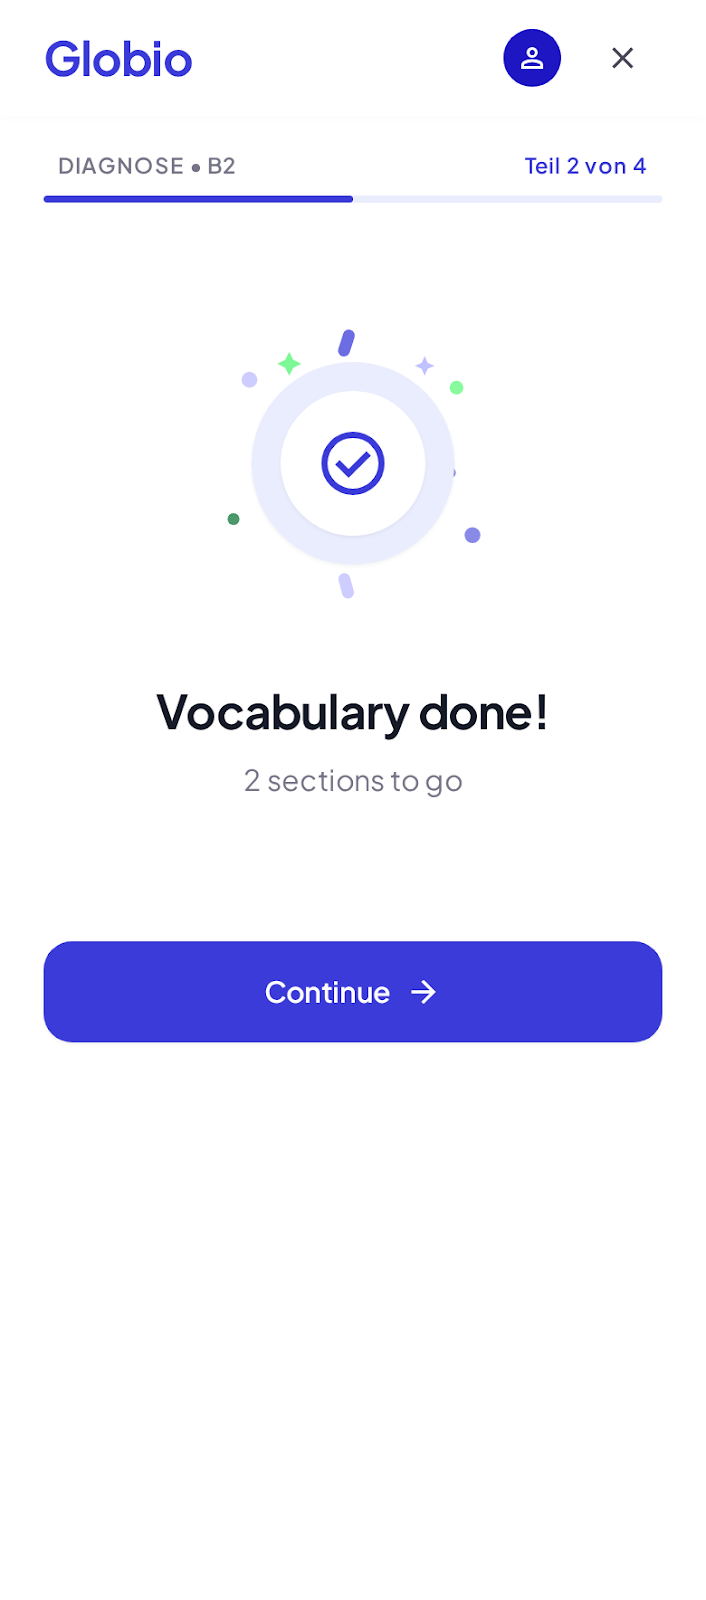 Globio
DIAGNOSE • B2
Teil 2 von 4
Vocabulary done!
2 sections to go
Continue →